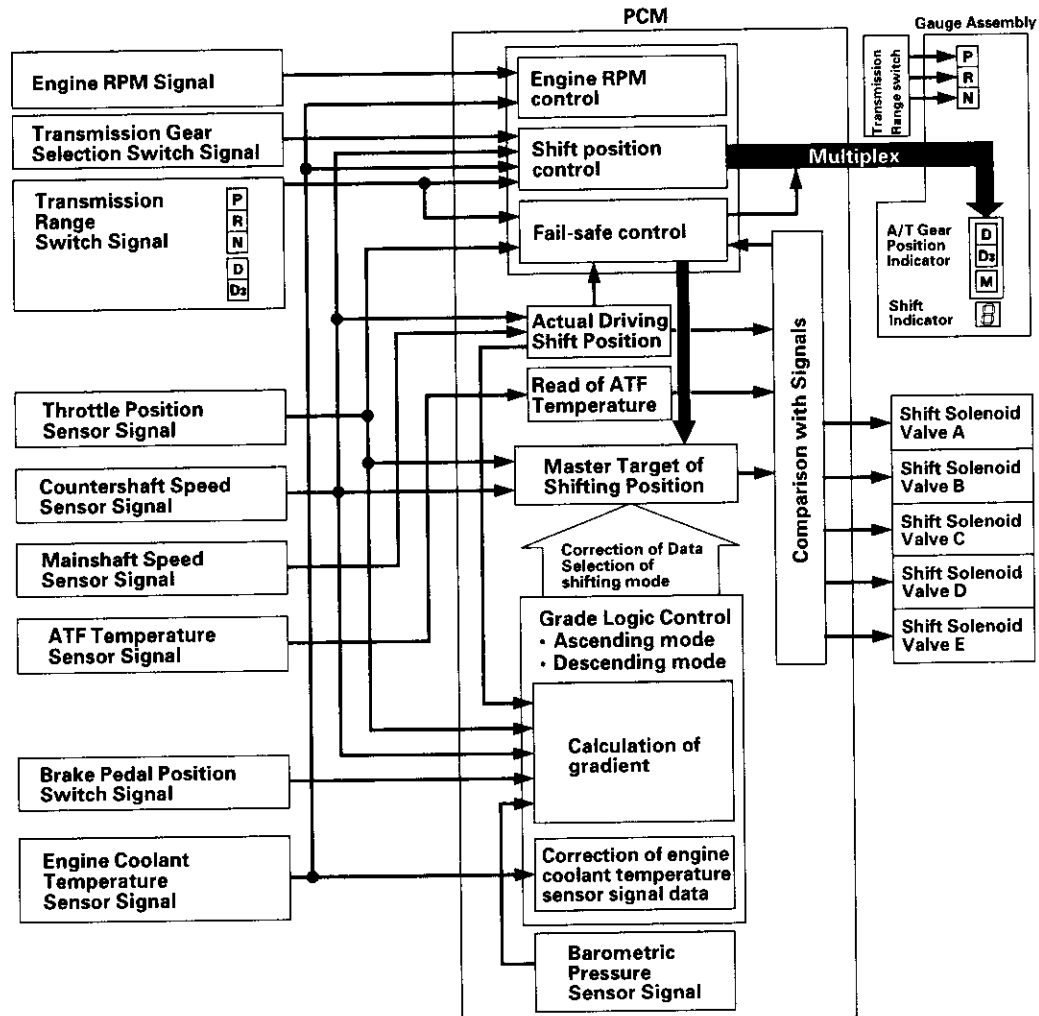 PCM
Gauge Assembly
Engine RPM Signal
Transmission Gear
Selection Switch Signal
Transmission
Range
Switch Signal
P
R
N
D
D3
Throttle Position
Sensor Signal
Countershaft Speed
Sensor Signal
Mainshaft Speed
Sensor Signal
ATF Temperature
Sensor Signal
Brake Pedal Position
Switch Signal
Engine Coolant
Temperature
Sensor Signal
Engine RPM
control
Shift position
control
Fail-safe control
Actual Driving
Shift Position
Read of ATF
Temperature
Master Target of
Shifting Position
Correction of Data
Selection of
shifting mode
Grade Logic Control
· Ascending mode
· Descending mode
Calculation of
gradient
Correction of engine
coolant temperature
sensor signal data
Barometric
Pressure
Sensor Signal
Multiplex
Comparison with Signals
Transmission
Range switch
P
R
N
A/T Gear
Position
Indicator
D
D3
M
Shift
Indicator
8
Shift Solenoid
Valve A
Shift Solenoid
Valve B
Shift Solenoid
Valve C
Shift Solenoid
Valve D
Shift Solenoid
Valve E